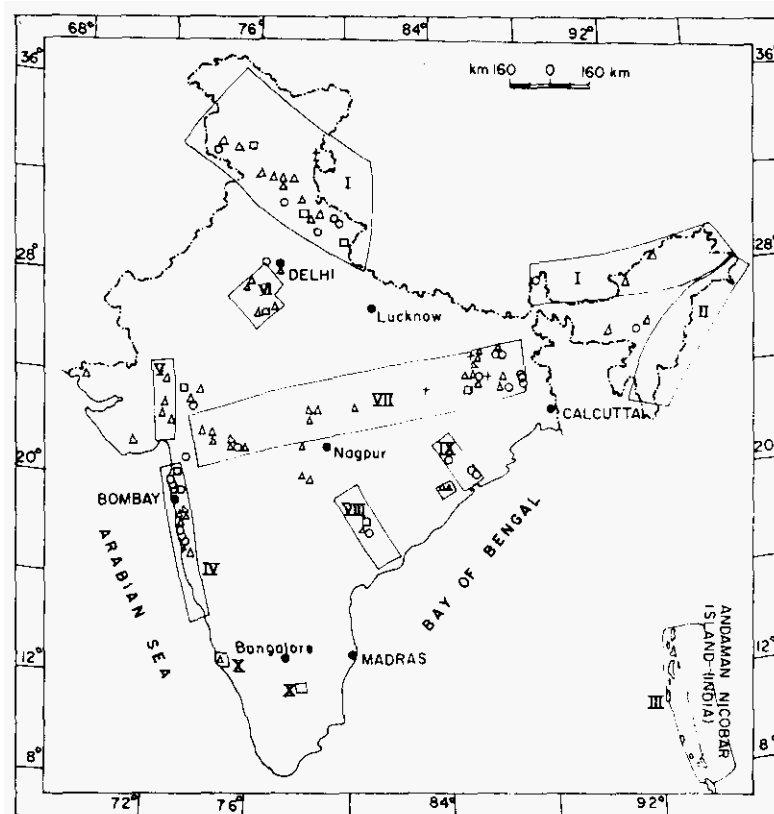 68° 76° 84° 92°
36° 36°
km 160 0 160 km
I
28° 28°
DELHI
VI
I
II
Lucknow
V
VII
CALCUTTA
20° 20°
Nagpur
IX
BOMBAY
VIII
ARABIAN SEA
IV
BAY OF BENGAL
Bangalore
MADRAS
12° 12°
X
X
III
ANDAMAN NICOBAR
ISLAND (INDIA)
8° 8°
72° 76° 84° 92°